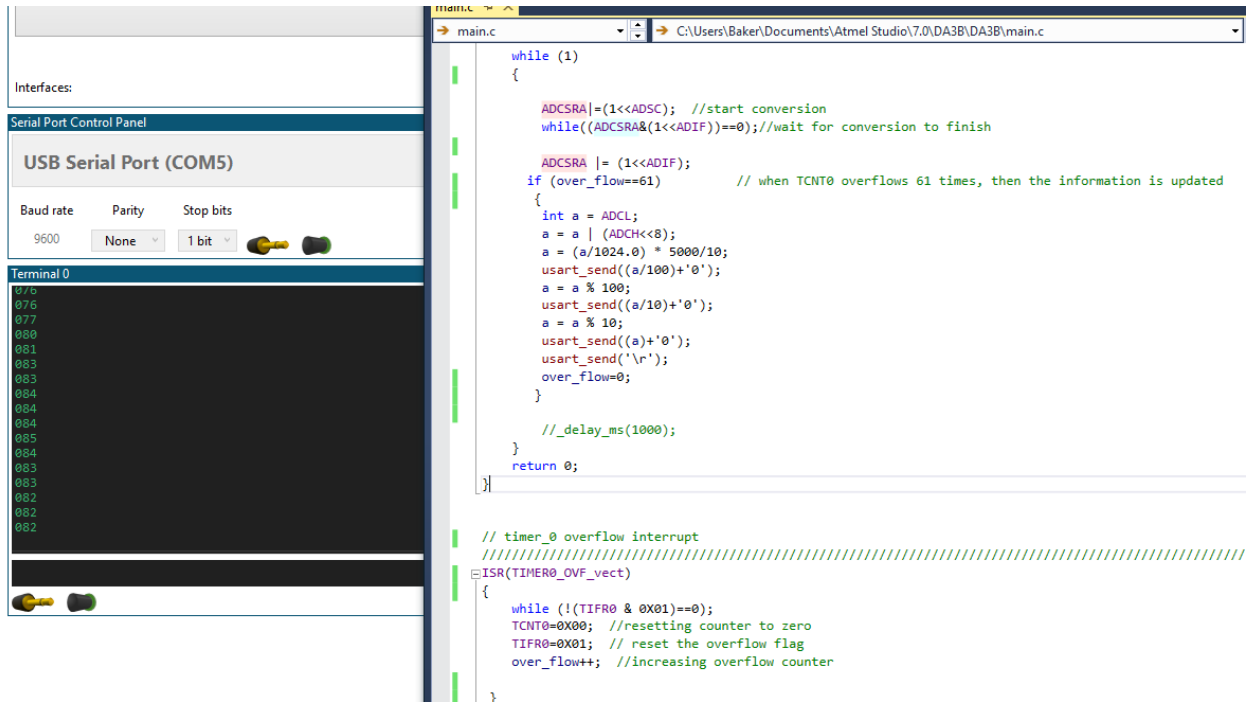 Interfaces:
Serial Port Control Panel
USB Serial Port (COM5)
Baud rate Parity Stop bits
9600 None 1 bit
Terminal 0
076
076
077
080
081
083
083
084
084
084
085
084
083
083
082
082
082
main.c
main.c C:\Users\Baker\Documents\Atmel Studio\7.0\DA3B\DA3B\main.c
while (1)
{
ADCSRA|=(1<<ADSC); //start conversion
while((ADCSRA&(1<<ADIF))==0);//wait for conversion to finish
ADCSRA |= (1<<ADIF);
if (over_flow==61) // when TCNT0 overflows 61 times, then the information is updated
{
int a = ADCL;
a = a | (ADCH<<8);
a = (a/1024.0) * 5000/10;
usart_send((a/100)+'0');
a = a % 100;
usart_send((a/10)+'0');
a = a % 10;
usart_send((a)+'0');
usart_send('\r');
over_flow=0;
}
//_delay_ms(1000);
}
return 0;
}
// timer_0 overflow interrupt
////////////////////////////////////////////////////////////////////////////////////////////////////
ISR(TIMER0_OVF_vect)
{
while (!(TIFR0 & 0X01)==0);
TCNT0=0X00; //resetting counter to zero
TIFR0=0X01; // reset the overflow flag
over_flow++; //increasing overflow counter
}